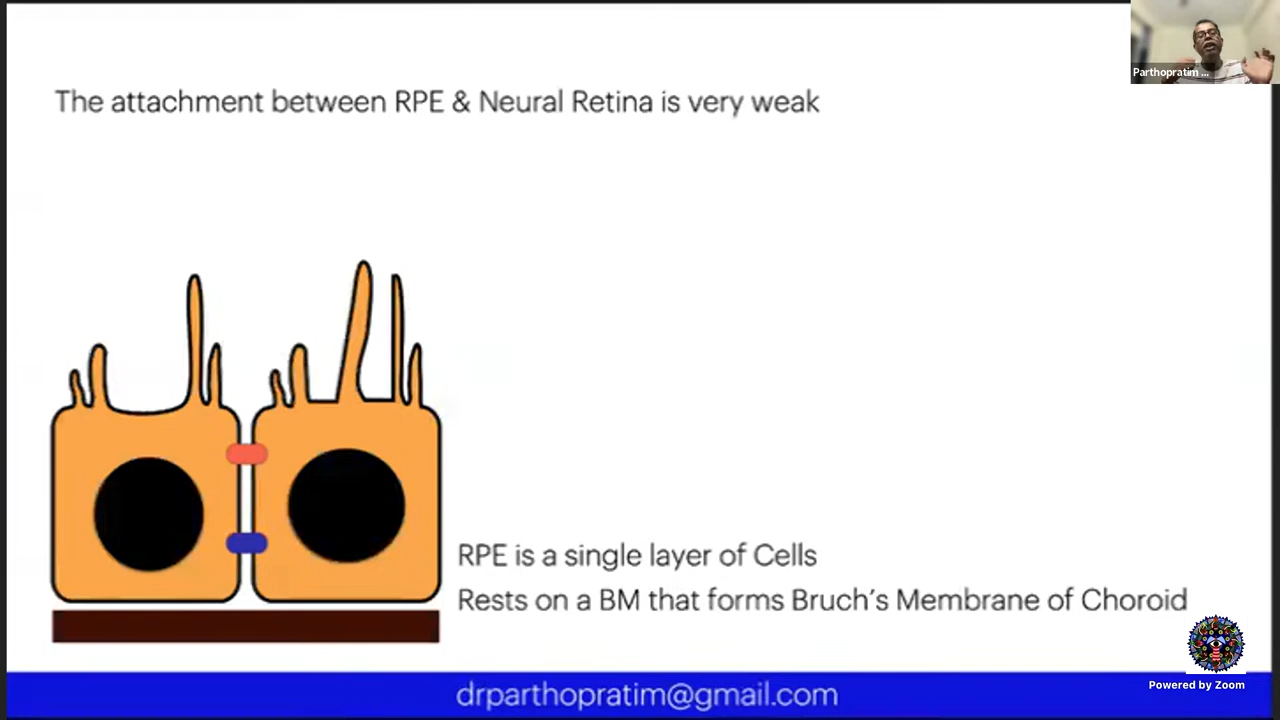 Parthopratim ...
The attachment between RPE & Neural Retina is very weak
RPE is a single layer of Cells
Rests on a BM that forms Bruch's Membrane of Choroid
drparthopratim@gmail.com
Powered by Zoom